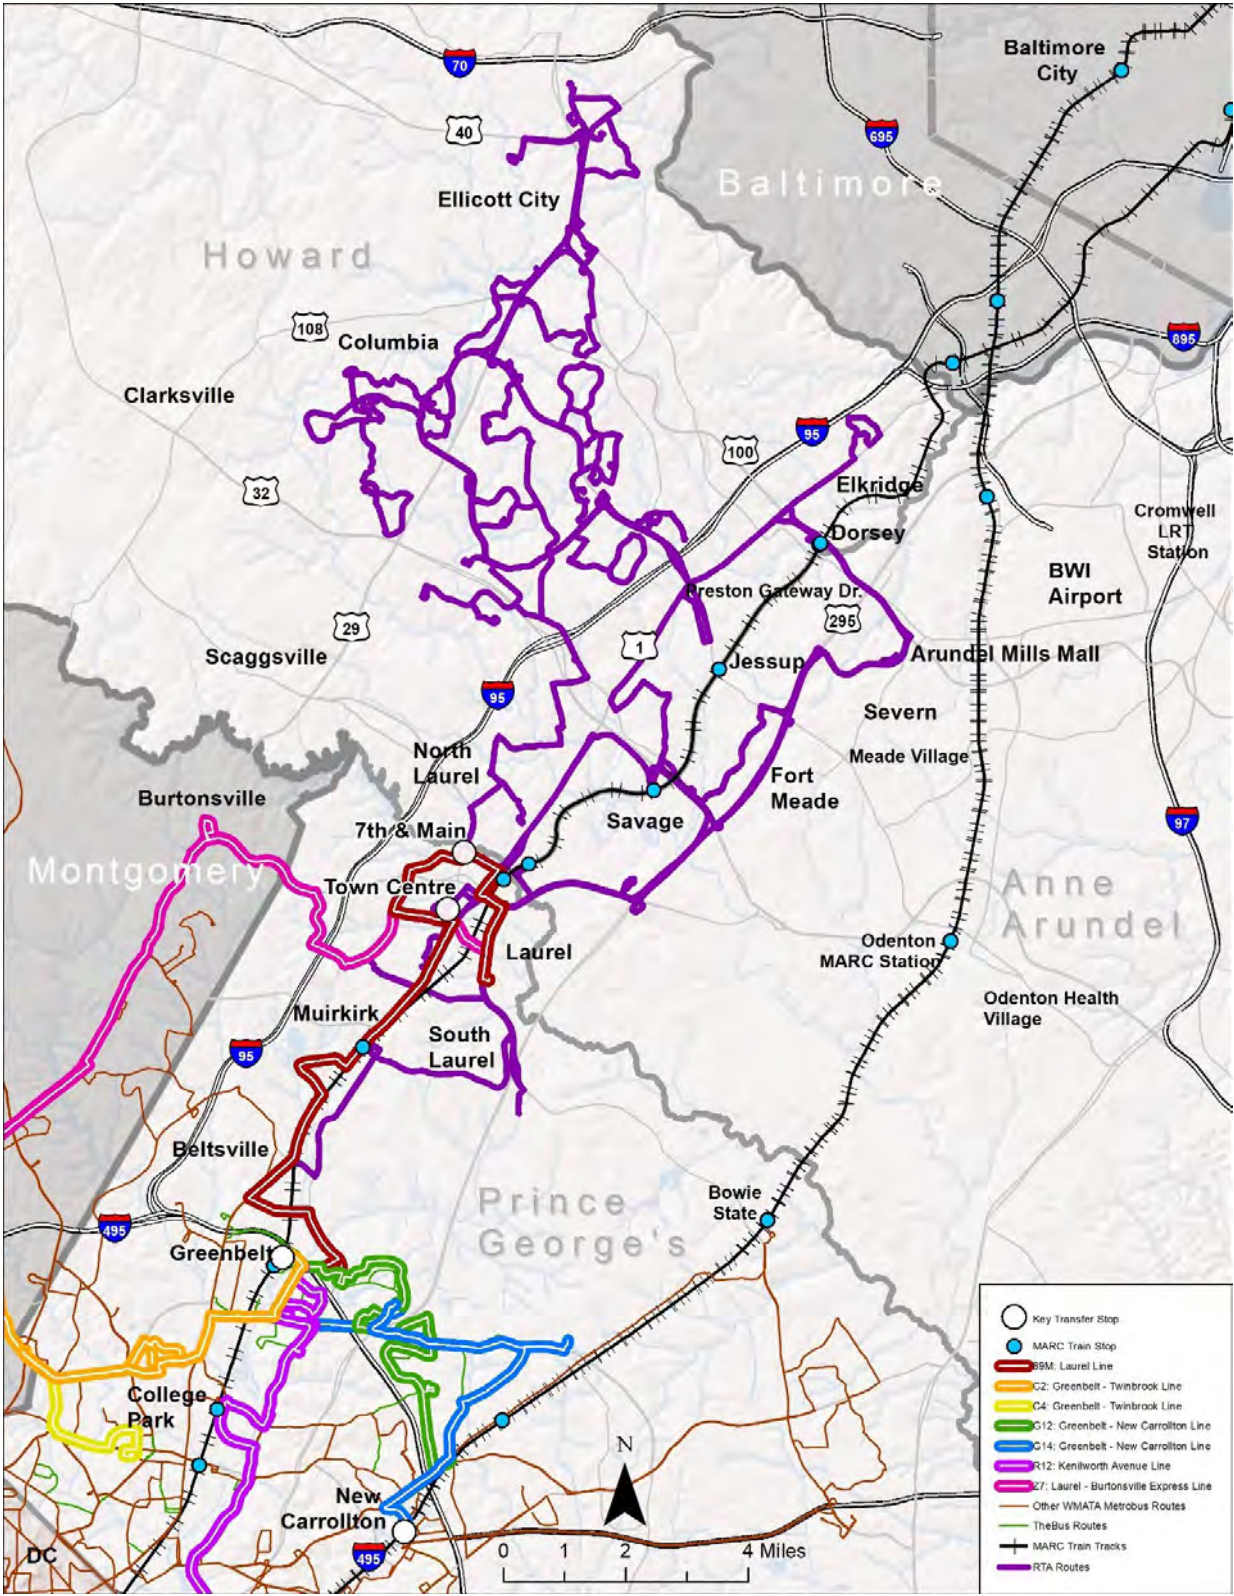 Baltimore
City
70
695
40
Baltimore
Ellicott City
Howard
108
Columbia
895
Clarksville
95
100
32
Elkridge
Cromwell
LRT
Station
Dorsey
BWI
Airport
Preston Gateway Dr.
295
29
1
Scaggsville
Jessup
Arundel Mills Mall
95
Severn
North
Laurel
Meade Village
Fort
Meade
Burtonsville
Savage
97
7th & Main
Montgomery
Town Centre
Anne
Arundel
Laurel
Odenton
MARC Station
Odenton Health
Village
Muirkirk
South
Laurel
95
Beltsville
Prince
George's
Bowie
State
495
Greenbelt
College
Park
N
New
Carrollton
DC
495
0 1 2 4 Miles
Key Transfer Stop
MARC Train Stop
89M: Laurel Line
C2: Greenbelt - Twinbrook Line
C4: Greenbelt - Twinbrook Line
G12: Greenbelt - New Carrollton Line
G14: Greenbelt - New Carrollton Line
R12: Kenilworth Avenue Line
Z7: Laurel - Burtonsville Express Line
Other WMATA Metrobus Routes
TheBus Routes
MARC Train Tracks
RTA Routes